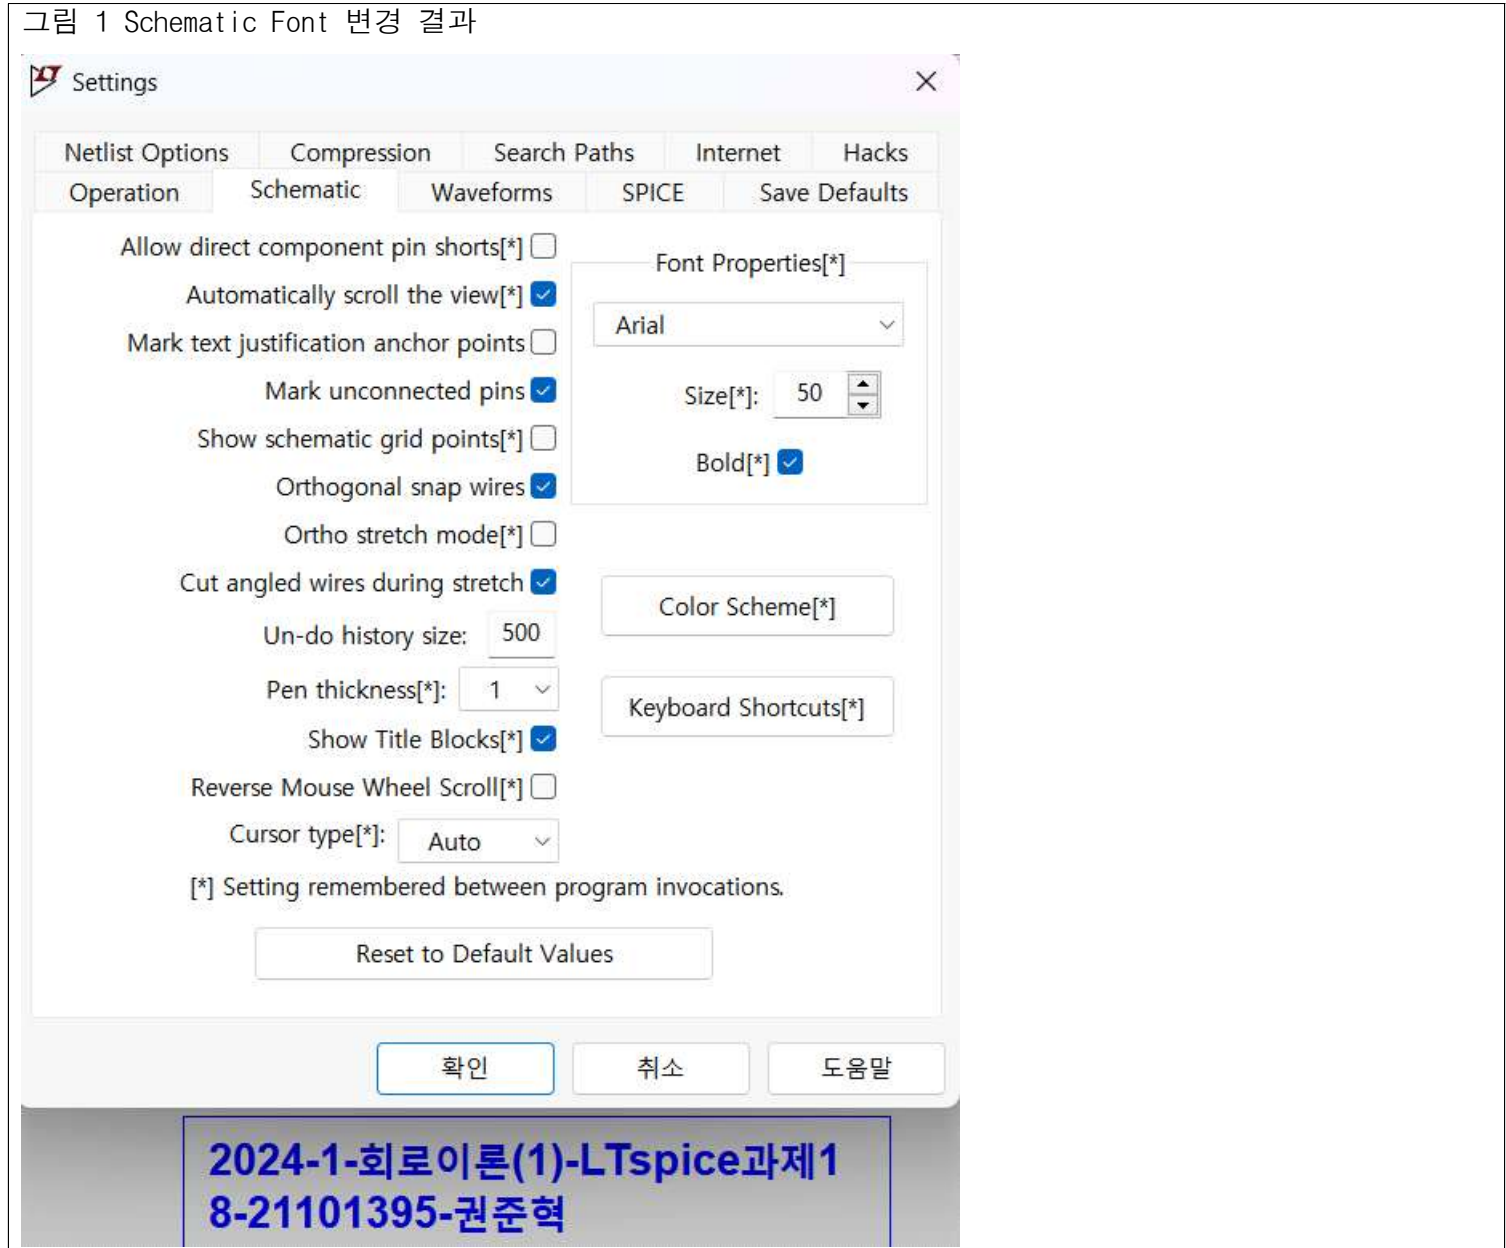 그림 1 Schematic Font 변경 결과
Settings
Netlist Options Compression Search Paths Internet Hacks
Operation Schematic Waveforms SPICE Save Defaults
Allow direct component pin shorts[*]
Automatically scroll the view[*]
Mark text justification anchor points
Mark unconnected pins
Show schematic grid points[*]
Orthogonal snap wires
Ortho stretch mode[*]
Cut angled wires during stretch
Un-do history size: 500
Pen thickness[*]: 1
Show Title Blocks[*]
Reverse Mouse Wheel Scroll[*]
Cursor type[*]: Auto
Font Properties[*]
Arial
Size[*]: 50
Bold[*]
Color Scheme[*]
Keyboard Shortcuts[*]
[*] Setting remembered between program invocations.
Reset to Default Values
확인 취소 도움말
2024-1-회로이론(1)-LTspice과제1
8-21101395-권준혁